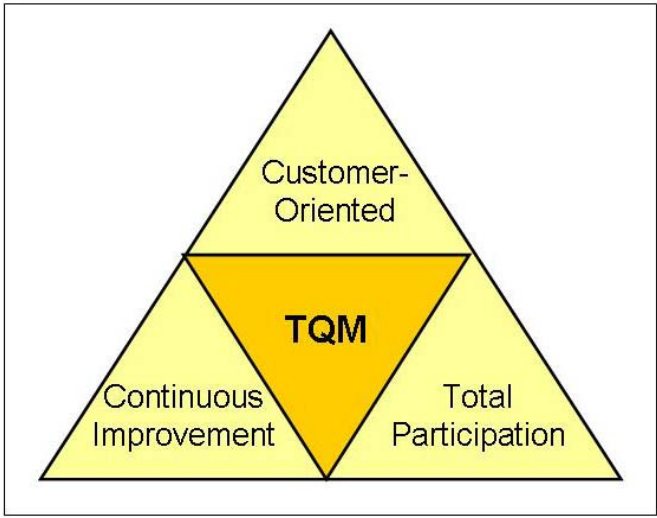 Customer-
Oriented
TQM
Continuous
Improvement
Total
Participation